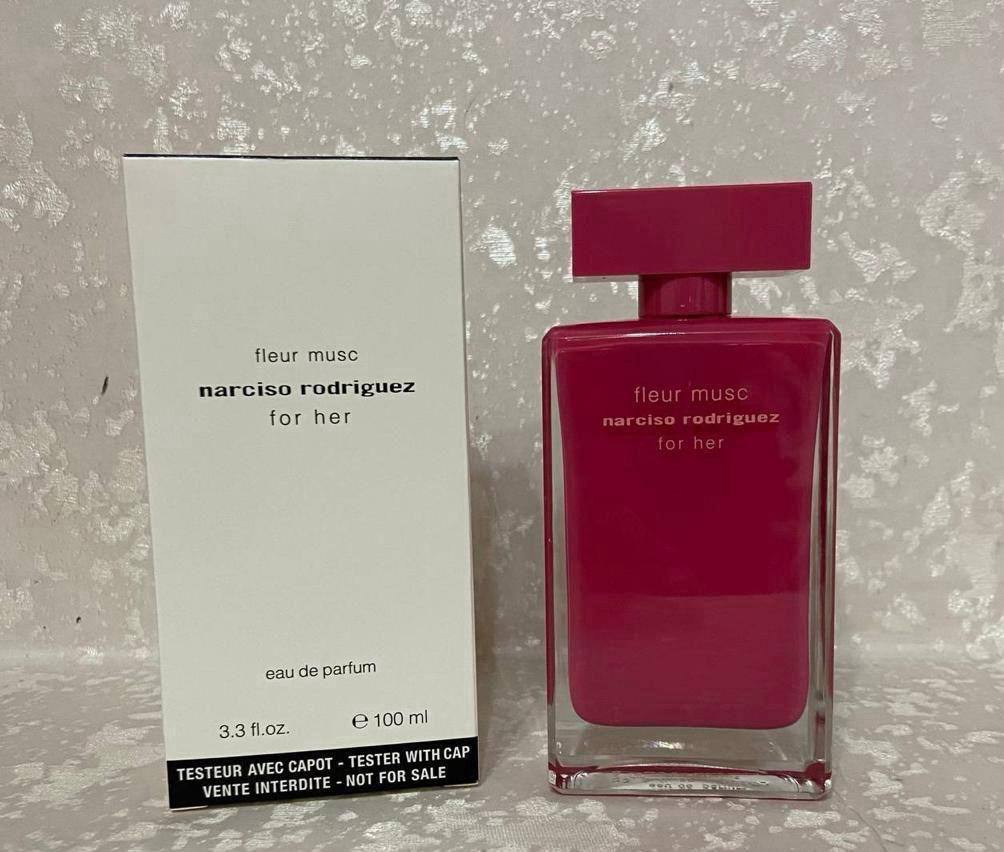 fleur musc
narciso rodriguez
for her
eau de parfum
3.3 fl.oz. ℮ 100 ml
TESTEUR AVEC CAPOT - TESTER WITH CAP
VENTE INTERDITE - NOT FOR SALE
fleur musc
narciso rodriguez
for her